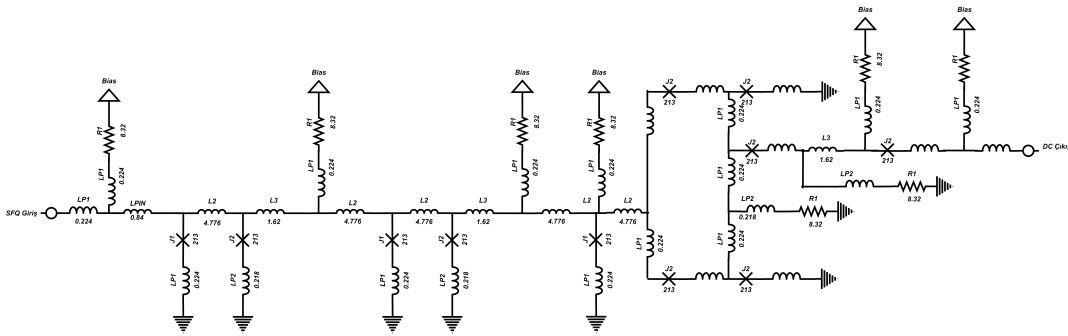 Bias
Bias
R1
8.32
R1
8.32
LP1
0.224
LP1
0.224
Bias
Bias
Bias
Bias
R1
8.32
R1
8.32
R1
8.32
R1
8.32
LP1
0.224
LP1
0.224
LP1
0.224
LP1
0.224
J2
213
J2
213
LP1
0.224
J2
213
L3
1.62
J2
213
DC Çıkı
LP1
0.224
LP2
R1
8.32
LP2
0.218
R1
8.32
SFQ Giriş
LP1
0.224
LPIN
0.84
L2
4.776
L3
1.62
L2
4.776
L2
4.776
L3
1.62
L2
4.776
L2
4.776
LP1
0.224
LP1
0.224
J1
213
J2
213
J1
213
J2
213
J1
213
LP1
0.224
LP2
0.218
LP1
0.224
LP2
0.218
LP1
0.224
J2
213
J2
213